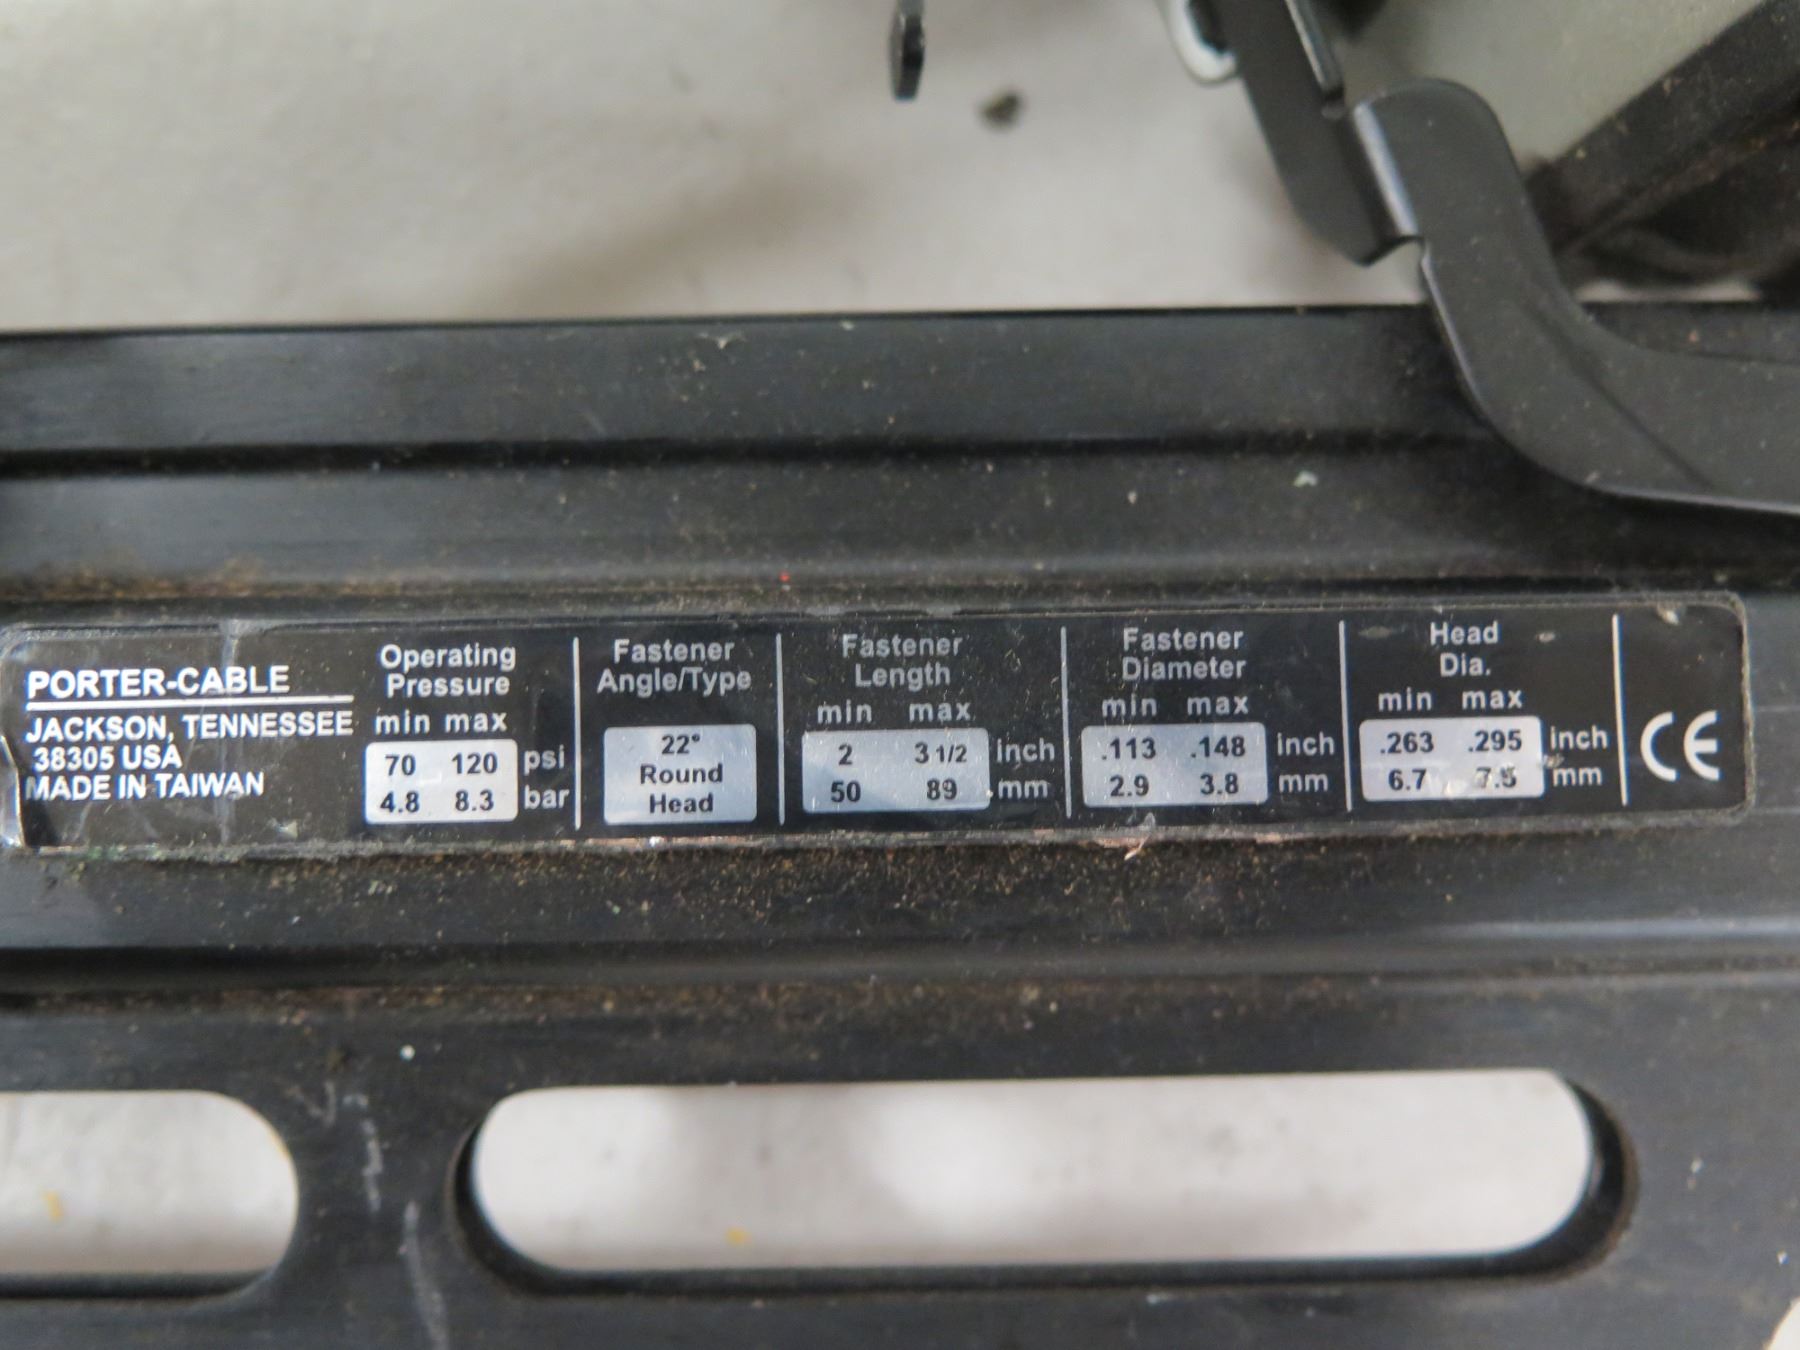 PORTER-CABLE
JACKSON, TENNESSEE
38305 USA
MADE IN TAIWAN
Operating
Pressure
min max
70 120 psi
4.8 8.3 bar
Fastener
Angle/Type
22°
Round
Head
Fastener
Length
min max
2 3 1/2 inch
50 89 mm
Fastener
Diameter
min max
.113 .148 inch
2.9 3.8 mm
Head
Dia.
min max
.263 .295 inch
6.7 7.5 mm
CE